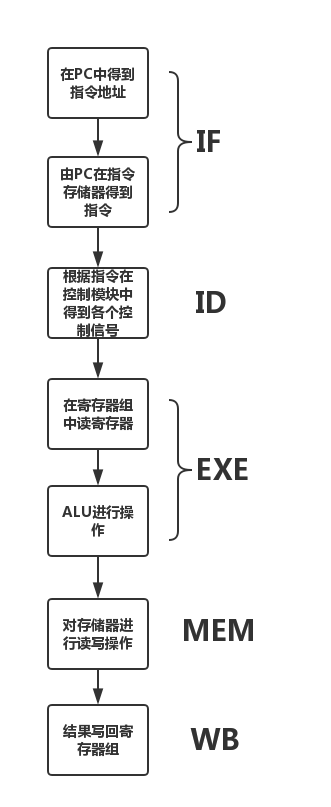 在PC中得到
指令地址
IF
由PC在指令
存储器得到
指令
根据指令在
控制模块中
得到各个控
制信号
ID
在寄存器组
中读寄存器
EXE
ALU进行操
作
对存储器进
行读写操作
MEM
结果写回寄
存器组
WB